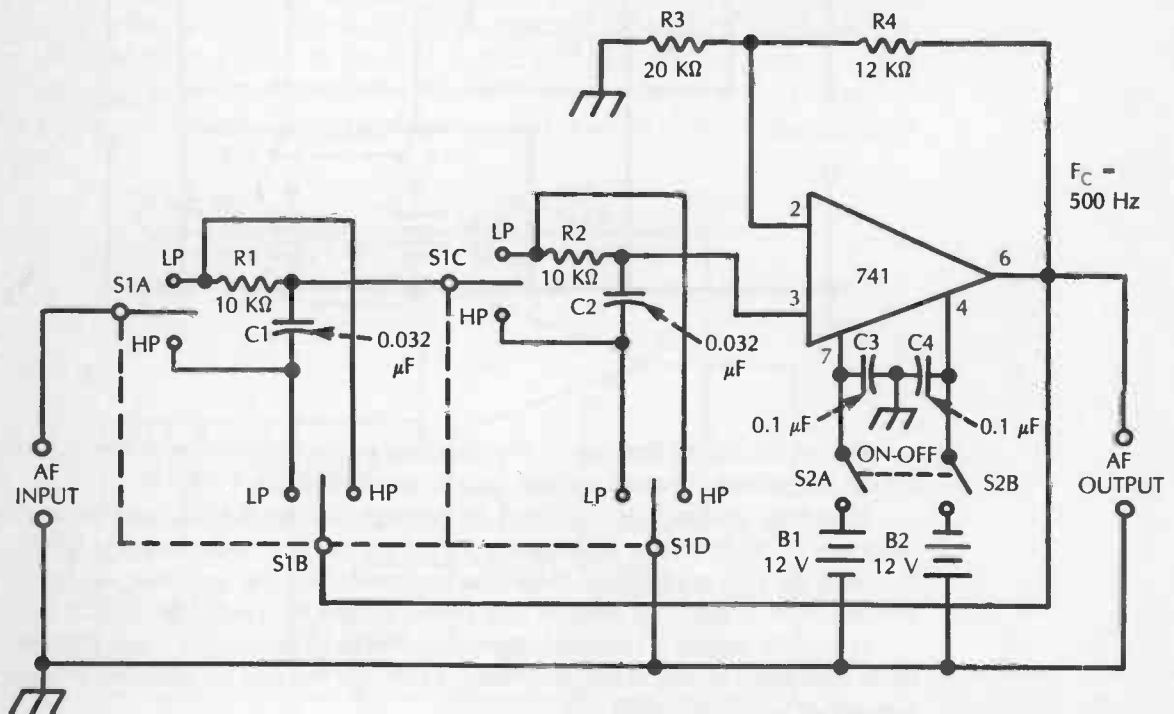 R3
20 KΩ
R4
12 KΩ
F_C =
500 Hz
2
741
6
3
4
7
C3
C4
0.1 μF
0.1 μF
ON-OFF
S2A
S2B
B1
12 V
B2
12 V
AF
OUTPUT
LP
R1
10 KΩ
S1A
HP
C1
0.032
μF
S1C
LP
R2
10 KΩ
HP
C2
0.032
μF
AF
INPUT
LP
HP
S1B
LP
HP
S1D